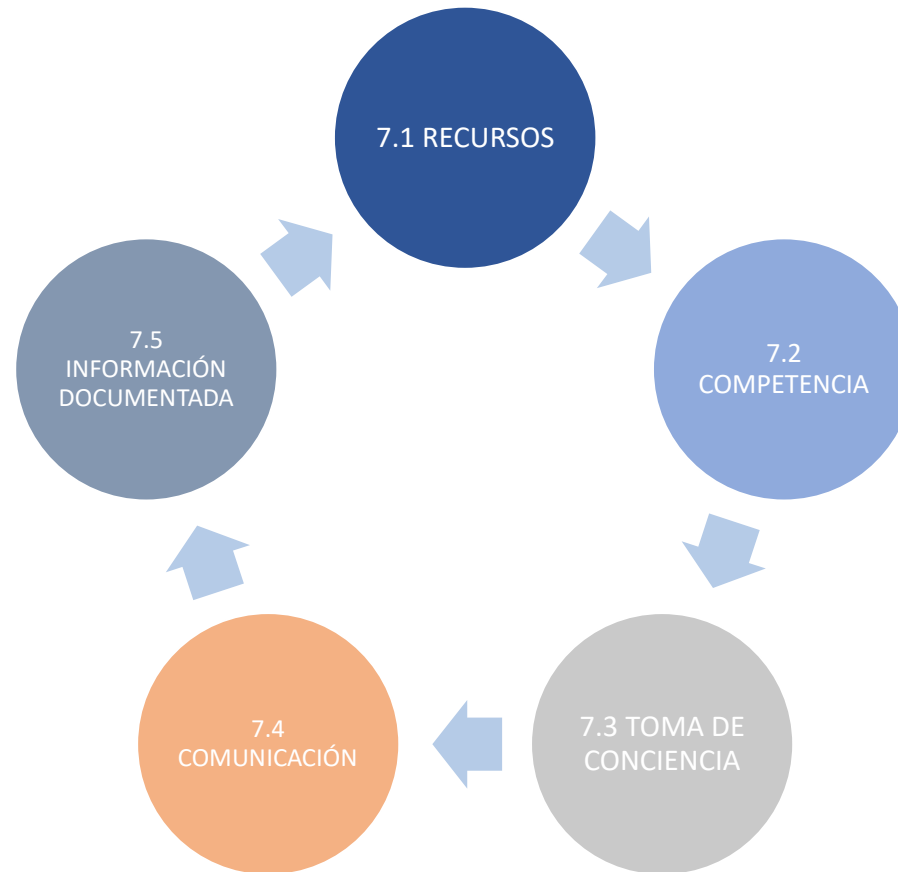 7.1 RECURSOS
7.2
COMPETENCIA
7.3 TOMA DE
CONCIENCIA
7.4
COMUNICACIÓN
7.5
INFORMACIÓN
DOCUMENTADA